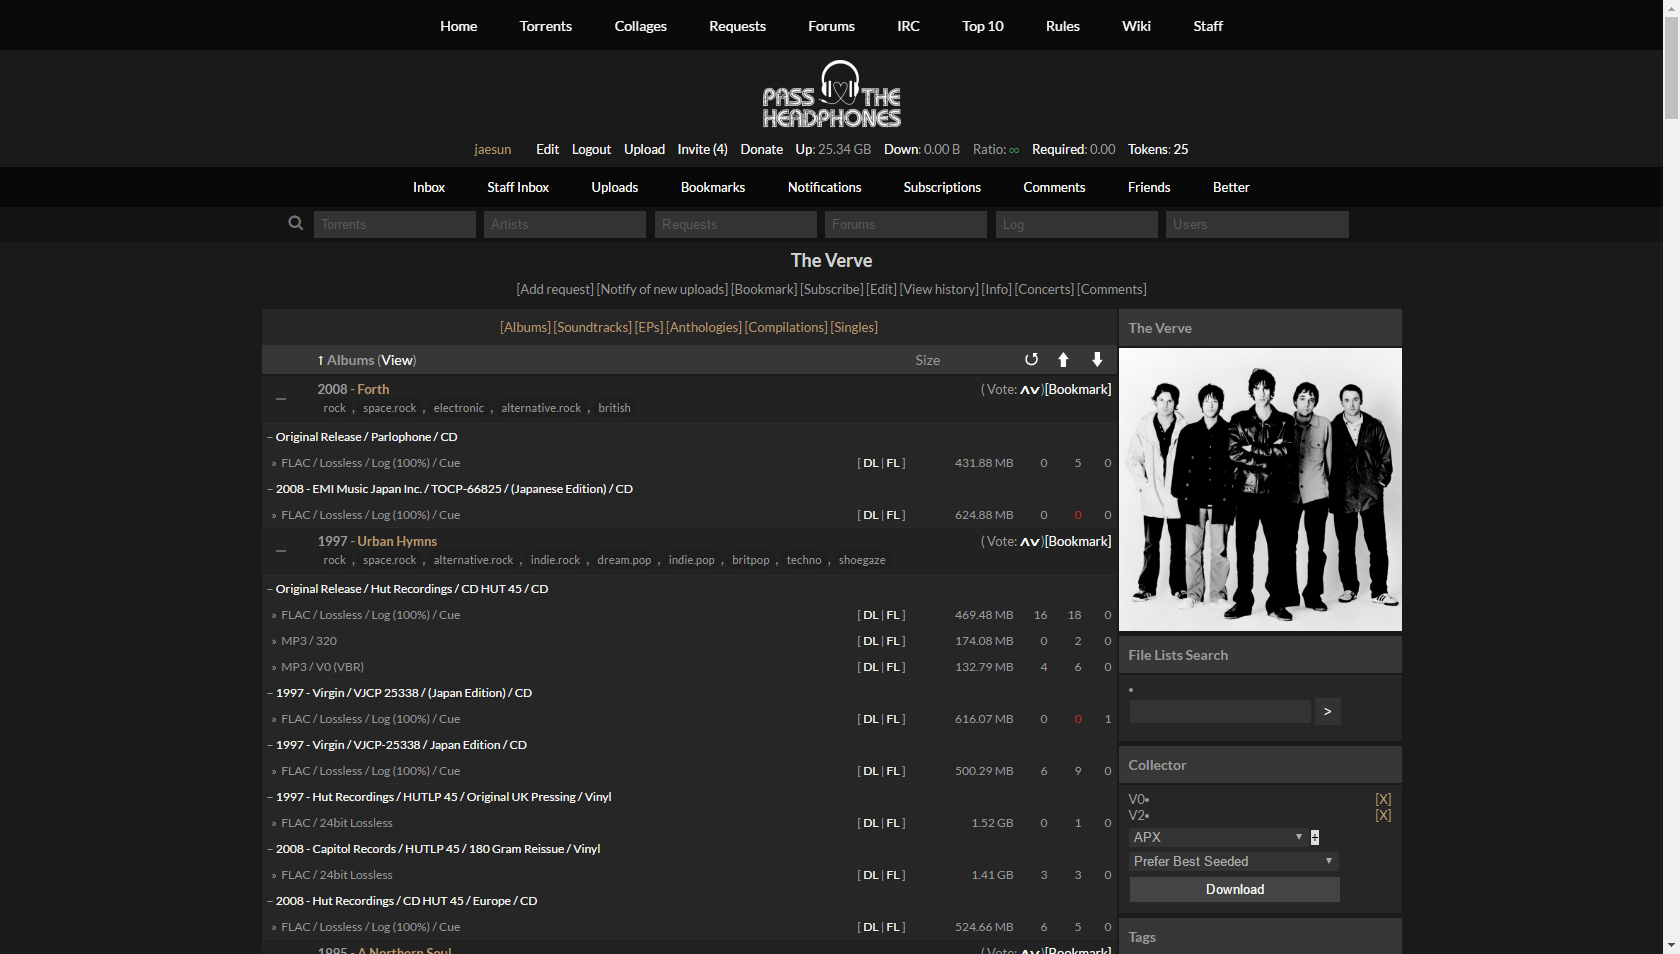 Home Torrents Collages Requests Forums IRC Top 10 Rules Wiki Staff
PASS THE
HEADPHONES
jaesun Edit Logout Upload Invite (4) Donate Up: 25.34 GB Down: 0.00 B Ratio: ∞ Required: 0.00 Tokens: 25
Inbox Staff Inbox Uploads Bookmarks Notifications Subscriptions Comments Friends Better
Torrents Artists Requests Forums Log Users
The Verve
[Add request] [Notify of new uploads] [Bookmark] [Subscribe] [Edit] [View history] [Info] [Concerts] [Comments]
[Albums] [Soundtracks] [EPs] [Anthologies] [Compilations] [Singles]
↑ Albums (View) Size
2008 - Forth (Vote: ᴧv)[Bookmark]
rock , space.rock , electronic , alternative.rock , british
– Original Release / Parlophone / CD
» FLAC / Lossless / Log (100%) / Cue [ DL | FL ] 431.88 MB 0 5 0
– 2008 - EMI Music Japan Inc. / TOCP-66825 / (Japanese Edition) / CD
» FLAC / Lossless / Log (100%) / Cue [ DL | FL ] 624.88 MB 0 0 0
1997 - Urban Hymns (Vote: ᴧv)[Bookmark]
rock , space.rock , alternative.rock , indie.rock , dream.pop , indie.pop , britpop , techno , shoegaze
– Original Release / Hut Recordings / CD HUT 45 / CD
» FLAC / Lossless / Log (100%) / Cue [ DL | FL ] 469.48 MB 16 18 0
» MP3 / 320 [ DL | FL ] 174.08 MB 0 2 0
» MP3 / V0 (VBR) [ DL | FL ] 132.79 MB 4 6 0
– 1997 - Virgin / VJCP 25338 / (Japan Edition) / CD
» FLAC / Lossless / Log (100%) / Cue [ DL | FL ] 616.07 MB 0 0 1
– 1997 - Virgin / VJCP-25338 / Japan Edition / CD
» FLAC / Lossless / Log (100%) / Cue [ DL | FL ] 500.29 MB 6 9 0
– 1997 - Hut Recordings / HUTLP 45 / Original UK Pressing / Vinyl
» FLAC / 24bit Lossless [ DL | FL ] 1.52 GB 0 1 0
– 2008 - Capitol Records / HUTLP 45 / 180 Gram Reissue / Vinyl
» FLAC / 24bit Lossless [ DL | FL ] 1.41 GB 3 3 0
– 2008 - Hut Recordings / CD HUT 45 / Europe / CD
» FLAC / Lossless / Log (100%) / Cue [ DL | FL ] 524.66 MB 6 5 0
1995 - A Northern Soul (Vote: ᴧv)[Bookmark]
The Verve
File Lists Search
>
Collector
V0• [X]
V2• [X]
APX +
Prefer Best Seeded
Download
Tags